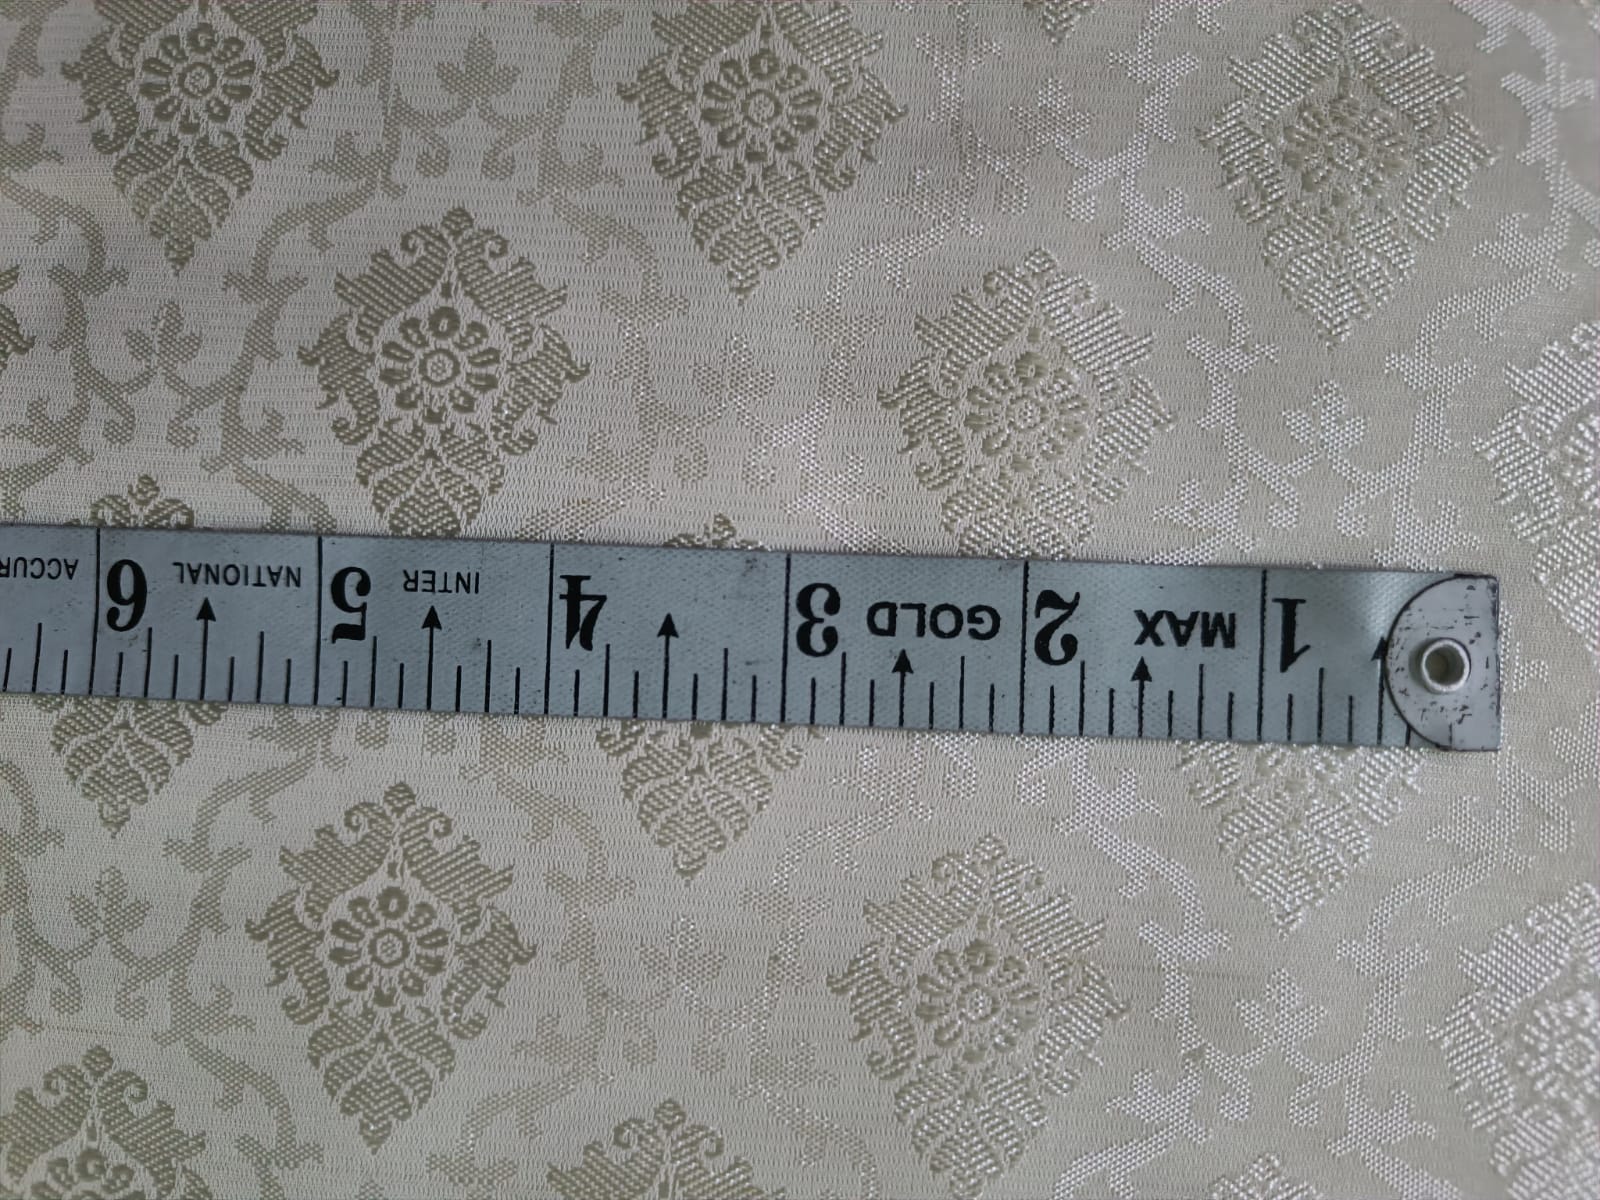 1 MAX 2 GOLD 3 4 INTER 5 NATIONAL 6 ACCUR